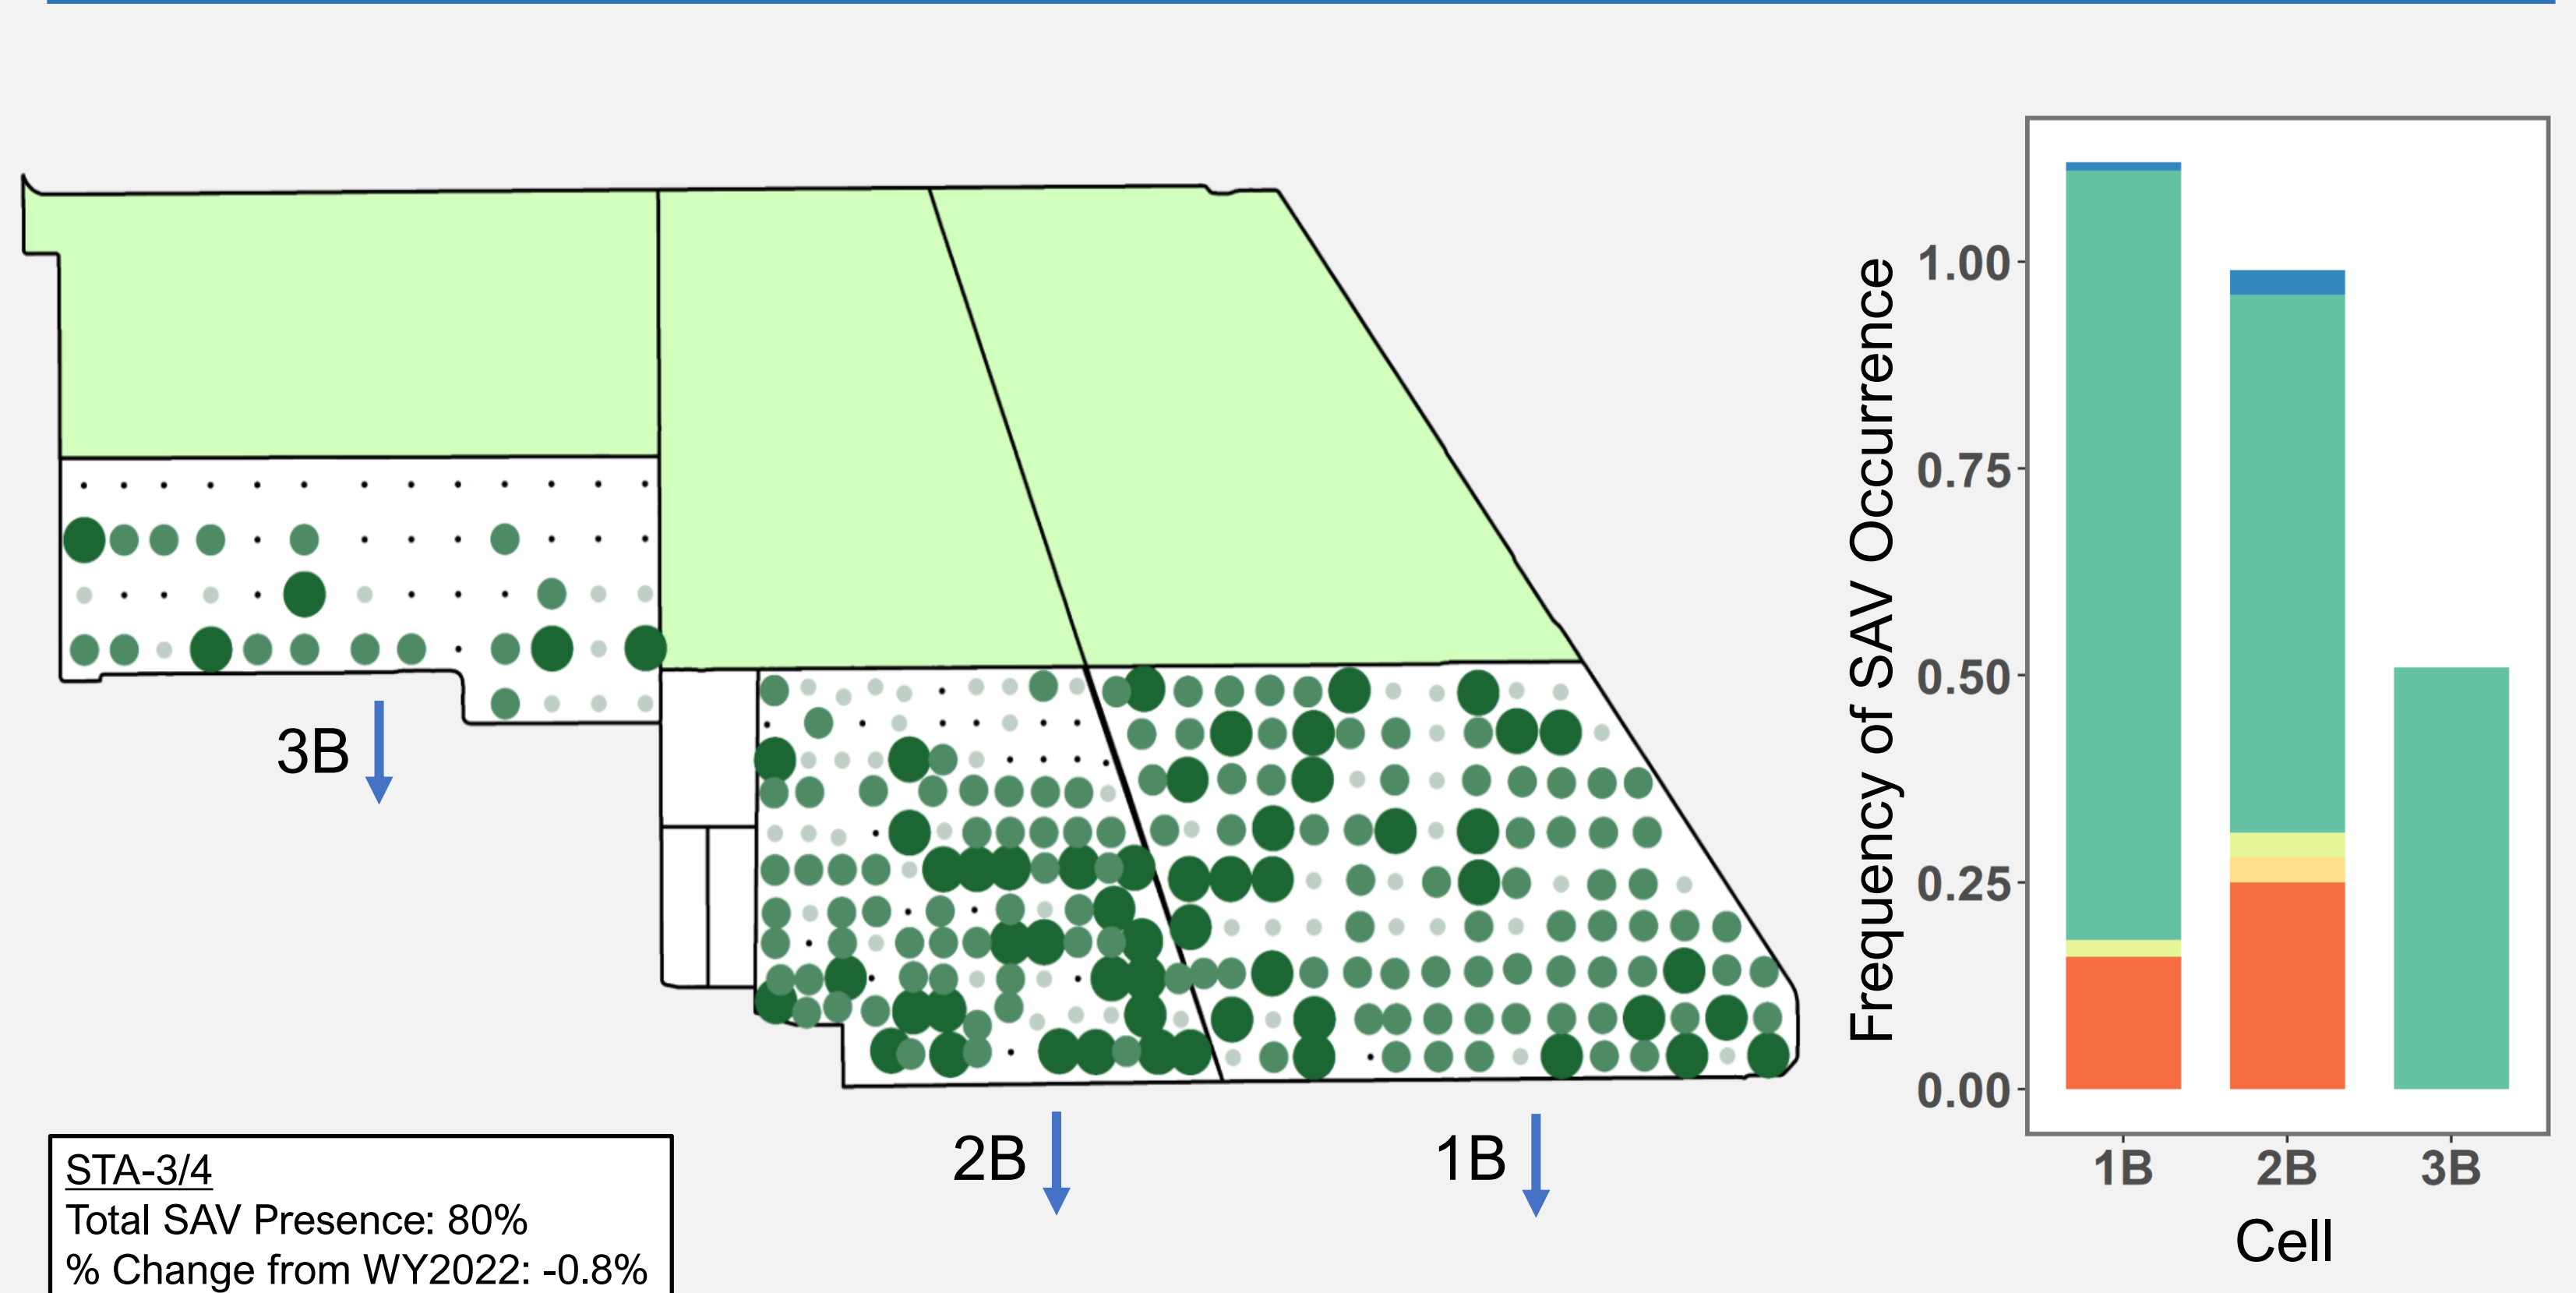 3B
2B
1B
STA-3/4
Total SAV Presence: 80%
% Change from WY2022: -0.8%
Frequency of SAV Occurrence
1.00
0.75
0.50
0.25
0.00
1B 2B 3B
Cell